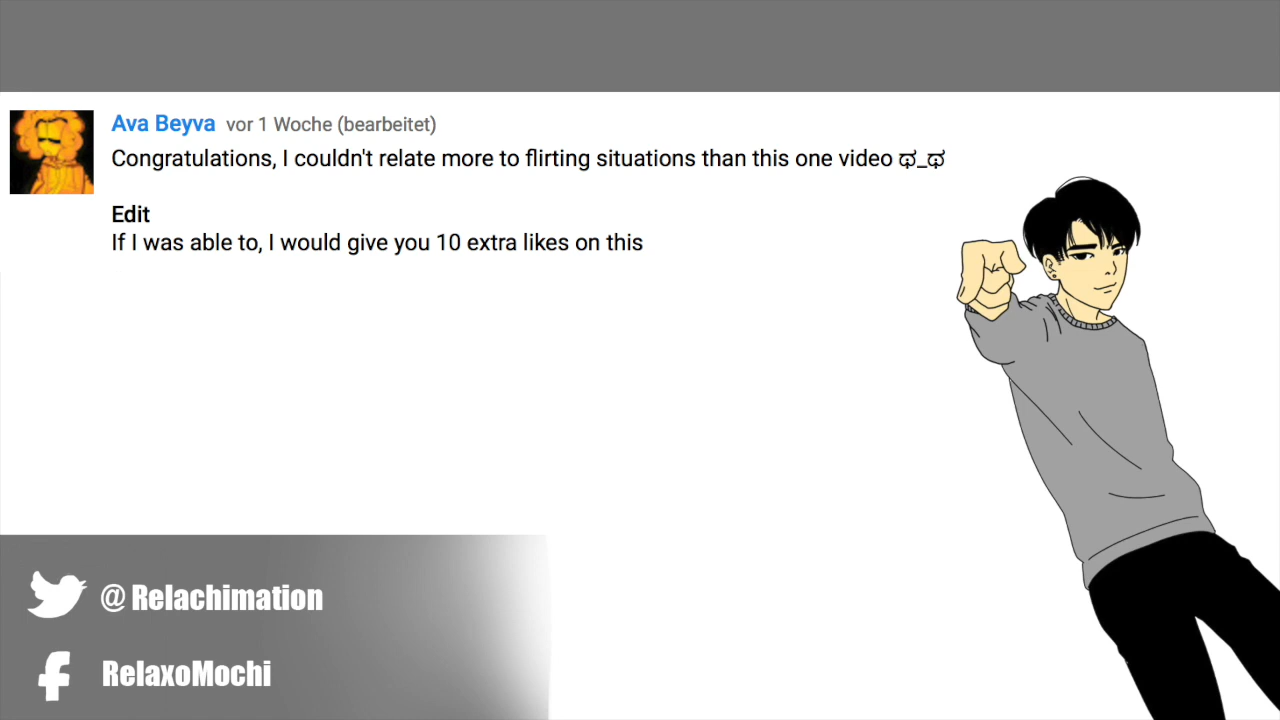 Ava Beyva vor 1 Woche (bearbeitet)
Congratulations, I couldn't relate more to flirting situations than this one video ಥ_ಥ
Edit
If I was able to, I would give you 10 extra likes on this
@ Relachimation
RelaxoMochi